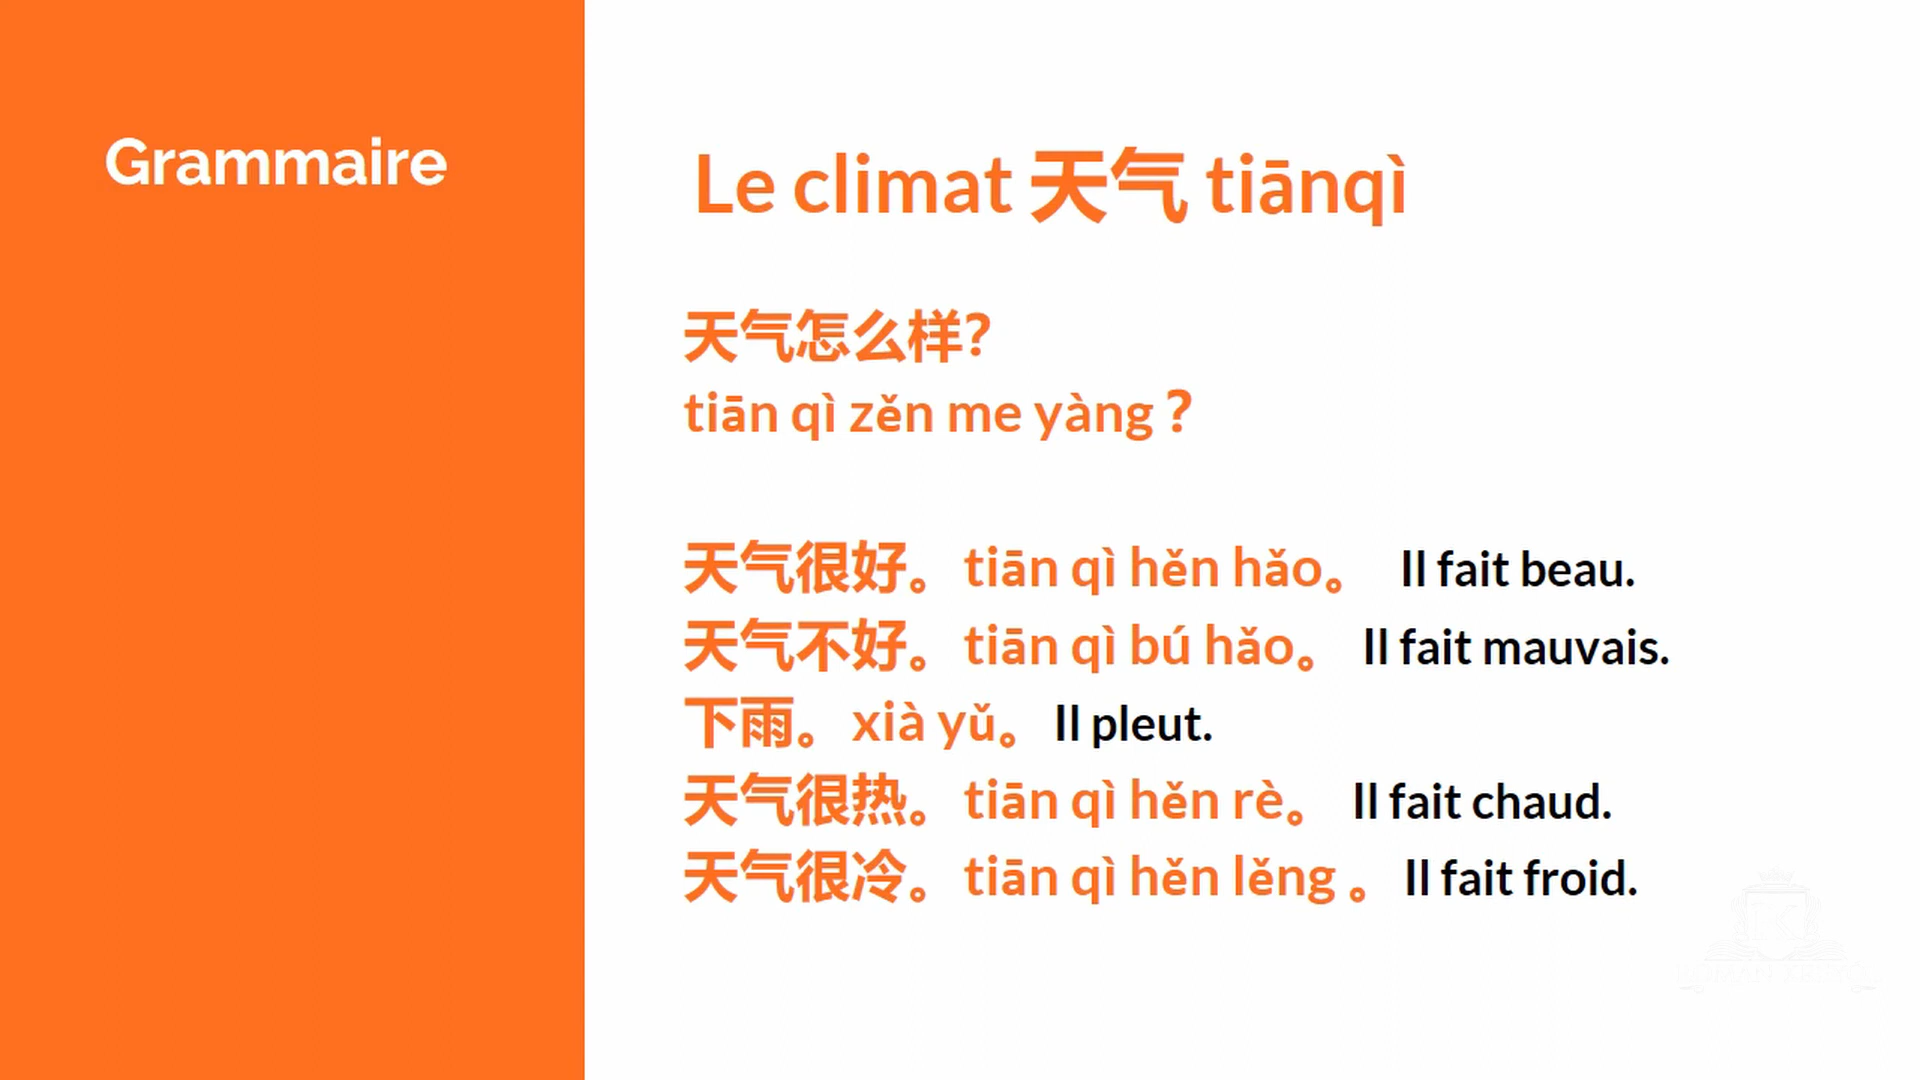 Grammaire
Le climat 天气 tiānqì
天气怎么样？
tiān qì zěn me yàng？
天气很好。tiān qì hěn hǎo。 Il fait beau.
天气不好。tiān qì bú hǎo。 Il fait mauvais.
下雨。xià yǔ。Il pleut.
天气很热。tiān qì hěn rè。 Il fait chaud.
天气很冷。tiān qì hěn lěng 。 Il fait froid.